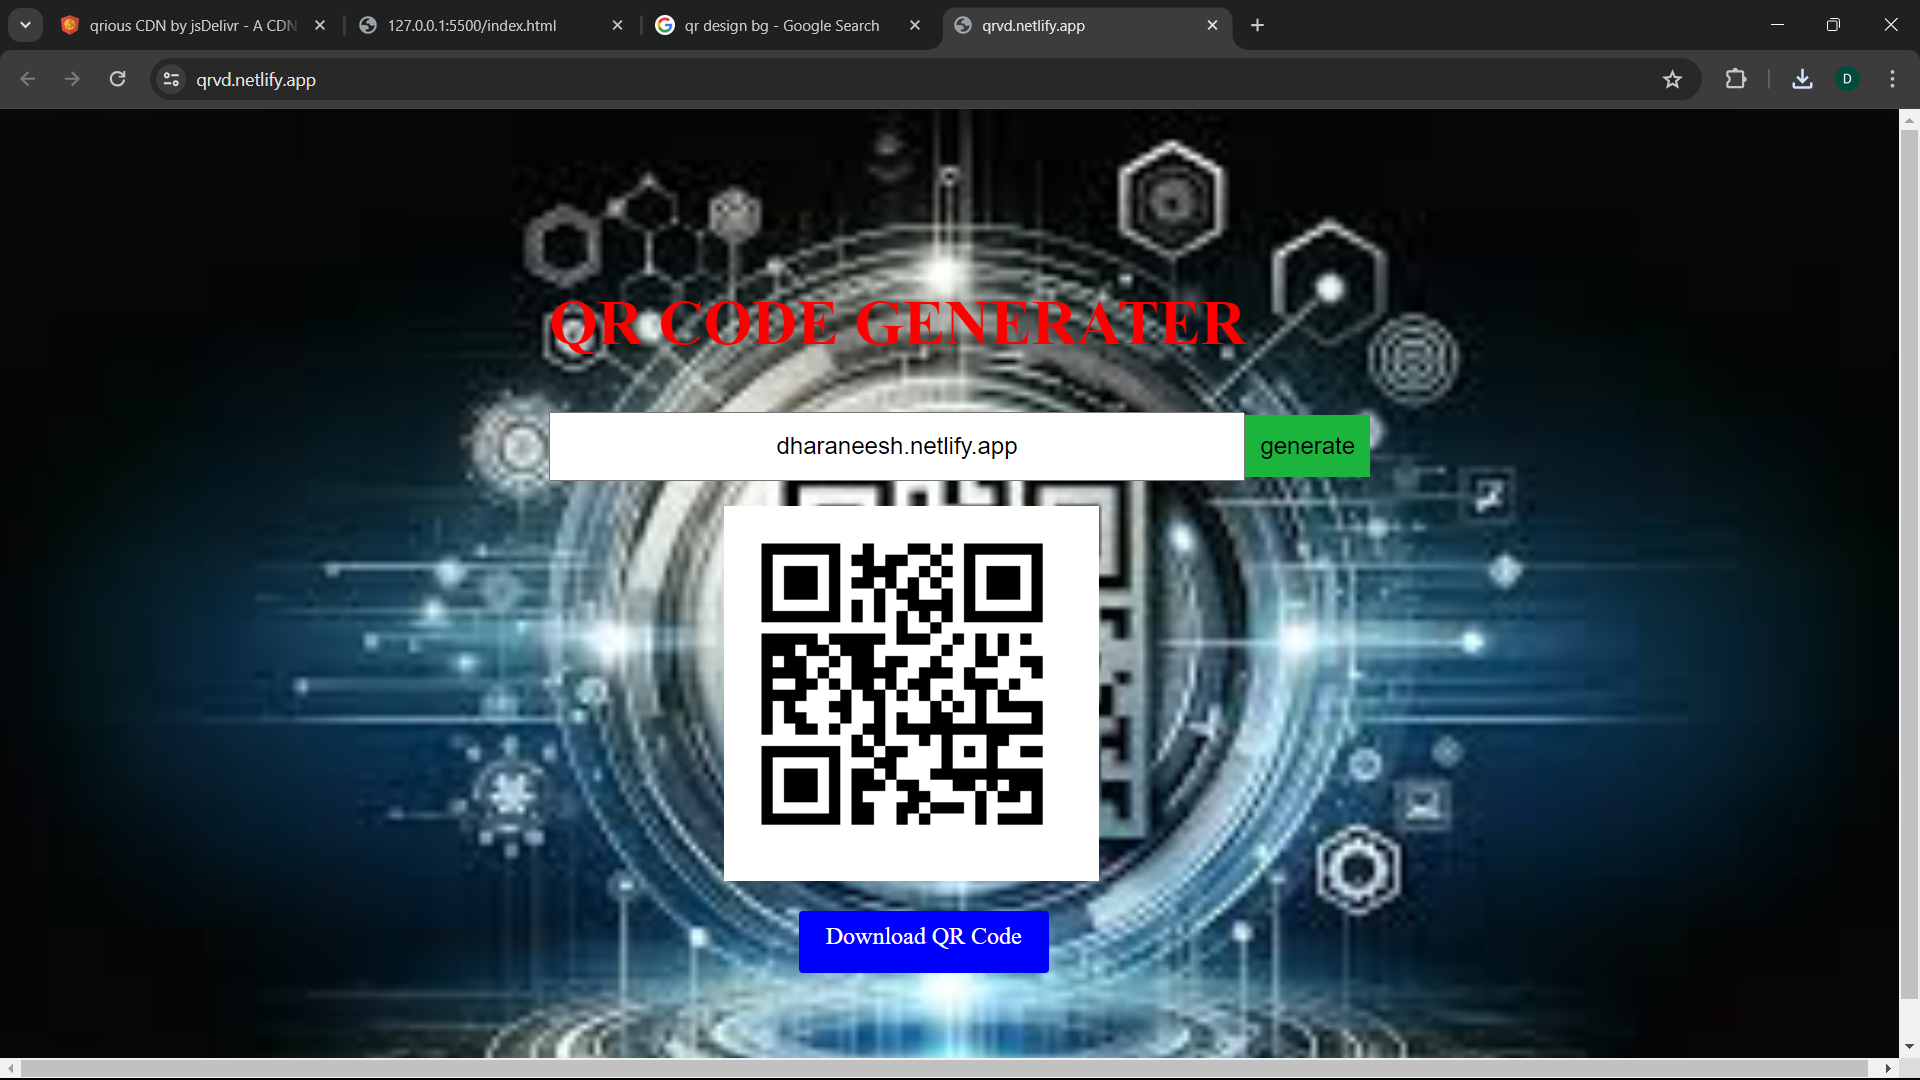 qrious CDN by jsDelivr - A CDN
127.0.0.1:5500/index.html
qr design bg - Google Search
qrvd.netlify.app
qrvd.netlify.app
D
QR CODE GENERATER
dharaneesh.netlify.app
generate
Download QR Code